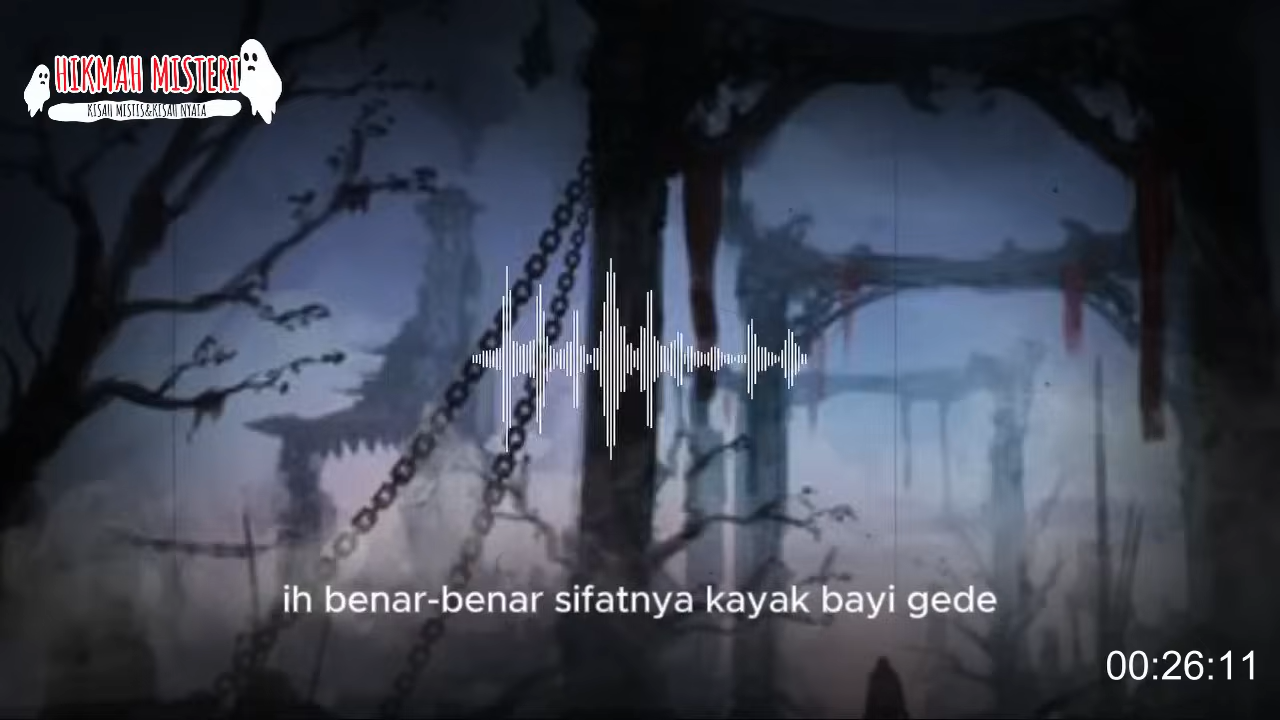 HIKMAH MISTERI
KISAH MISTIS&KISAH NYATA
ih benar-benar sifatnya kayak bayi gede
00:26:11